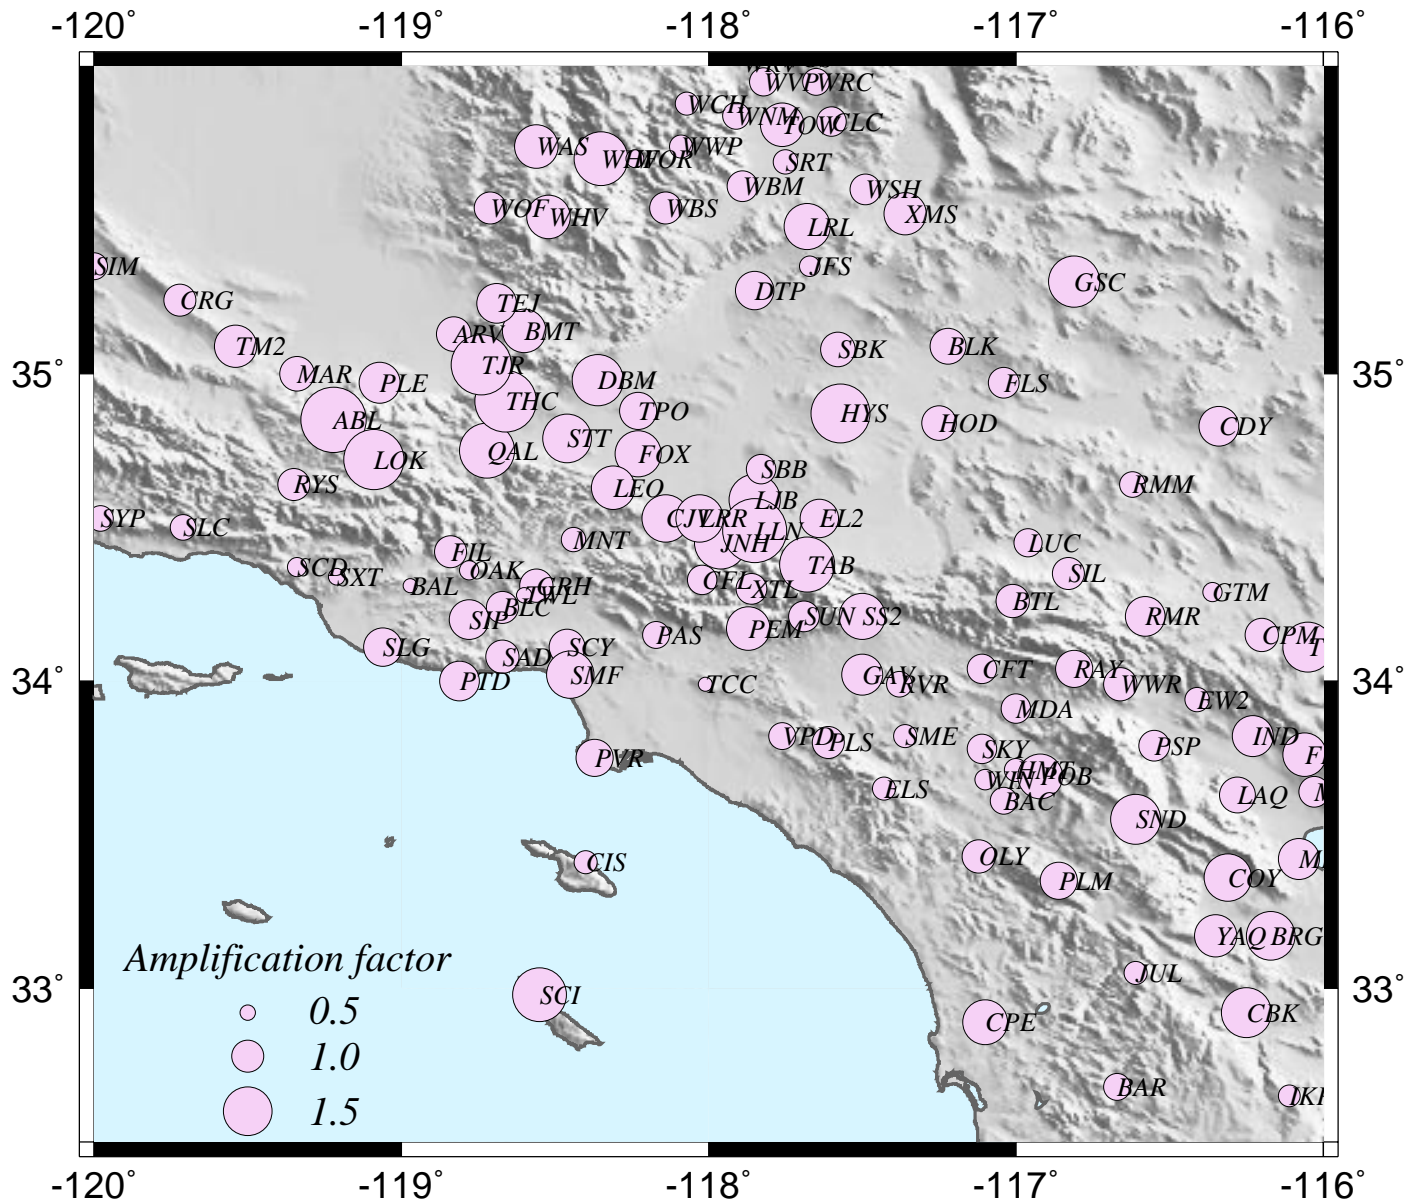 -120° -119° -118° -117° -116°
WVP WRC
WCH WNM TOW CLC
WAS WWP
WOR SRT
WBM WSH
WOF WHV WBS XMS
LRL
SIM JFS
GSC
DTP
CRG TEJ
ARV BMT
TM2 SBK BLK
35° MAR PLE TJR DBM FLS 35°
THC TPO
ABL HYS HOD CDY
STT
LOK QAL FOX
SBB
RYS LEO RMM
LJB
SYP SLC CJV LRR EL2
LLN
MNT JNH LUC
FIL
SCD OAK TAB SIL
SXT BAL GRH CFL XTL GTM
TWL BTL
BLC
SIP SUN SS2 RMR
PEM
PAS CPM
SLG SCY
SAD
34° PTD SMF TCC GAY RVR CFT RAY WWR 34°
EW2
MDA
VPD PLS SME IND
SKY PSP
PVR
HMT
WIN POB
ELS BAC LAQ
SND
CIS OLY
PLM COY
YAQ BRG
Amplification factor
JUL
33° SCI 33°
0.5 CPE CBK
1.0
BAR
1.5
-120° -119° -118° -117° -116°